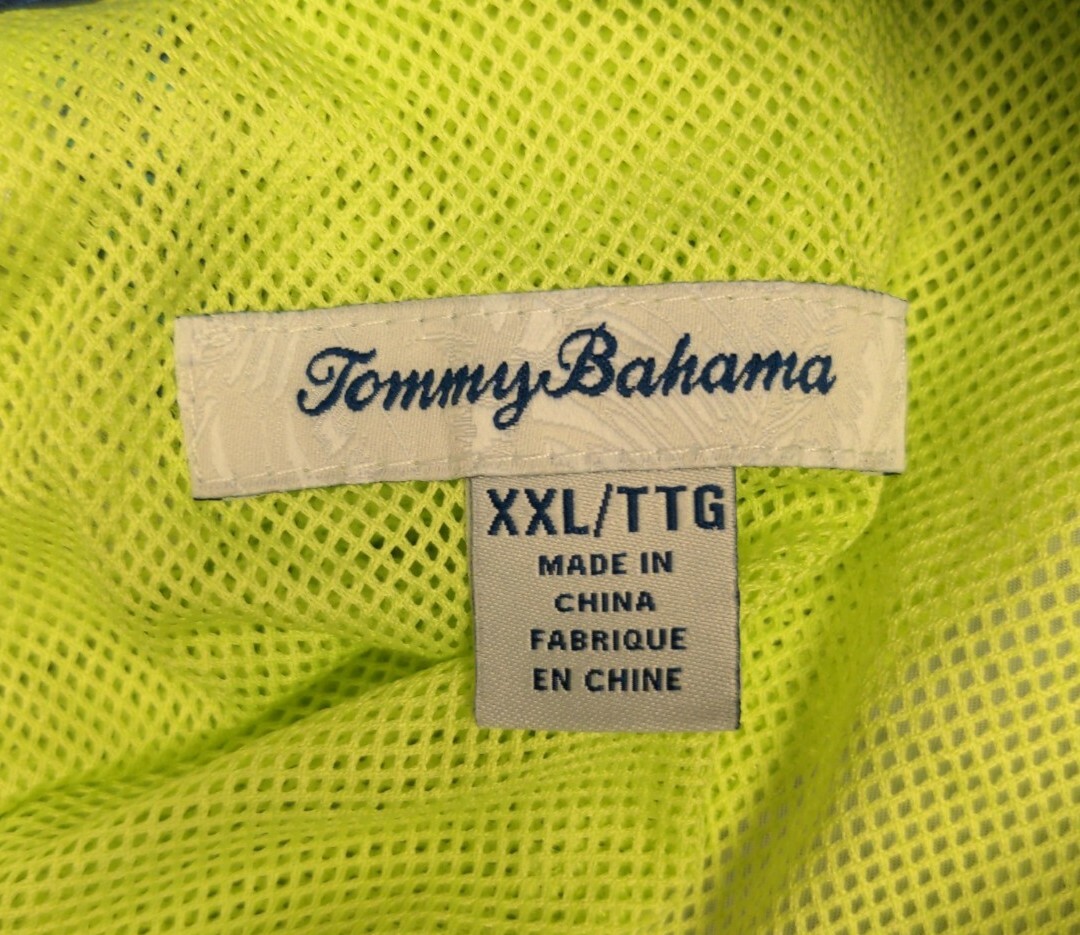 Tommy Bahama
XXL/TTG
MADE IN
CHINA
FABRIQUE
EN CHINE